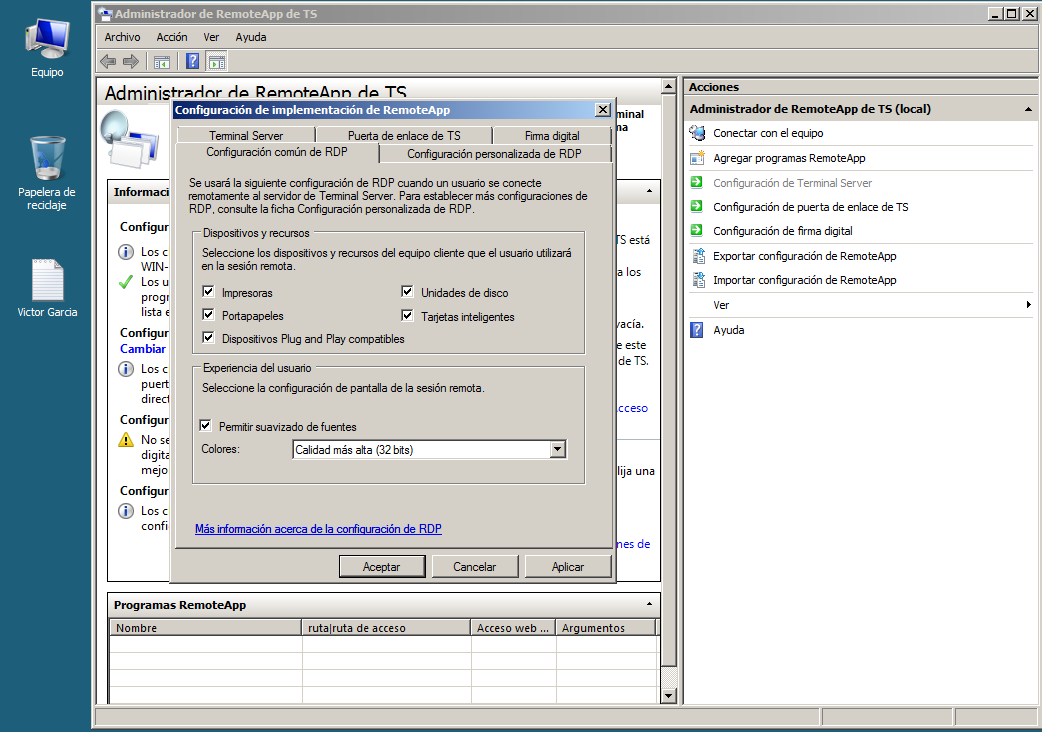 Equipo
Papelera de
reciclaje
Victor Garcia
Administrador de RemoteApp de TS
Archivo Acción Ver Ayuda
Administrador de RemoteApp de TS
Configuración de implementación de RemoteApp
Terminal Server Puerta de enlace de TS Firma digital
Configuración común de RDP Configuración personalizada de RDP
Se usará la siguiente configuración de RDP cuando un usuario se conecte
remotamente al servidor de Terminal Server. Para establecer más configuraciones de
RDP, consulte la ficha Configuración personalizada de RDP.
Dispositivos y recursos
Seleccione los dispositivos y recursos del equipo cliente que el usuario utilizará
en la sesión remota.
Impresoras Unidades de disco
Portapapeles Tarjetas inteligentes
Dispositivos Plug and Play compatibles
Experiencia del usuario
Seleccione la configuración de pantalla de la sesión remota.
Permitir suavizado de fuentes
Colores: Calidad más alta (32 bits)
Más información acerca de la configuración de RDP
Aceptar Cancelar Aplicar
minal
ma
Informaci
Configur
Los c
WIN-
Los u
progr
lista e
Configur
Cambiar
Los c
puert
direct
Configur
No se
digita
mejo
Configur
Los c
confi
TS está
a los
vacía.
e este
de TS.
cceso
lija una
nes de
Programas RemoteApp
Nombre ruta|ruta de acceso Acceso web ... Argumentos
Acciones
Administrador de RemoteApp de TS (local)
Conectar con el equipo
Agregar programas RemoteApp
Configuración de Terminal Server
Configuración de puerta de enlace de TS
Configuración de firma digital
Exportar configuración de RemoteApp
Importar configuración de RemoteApp
Ver
Ayuda